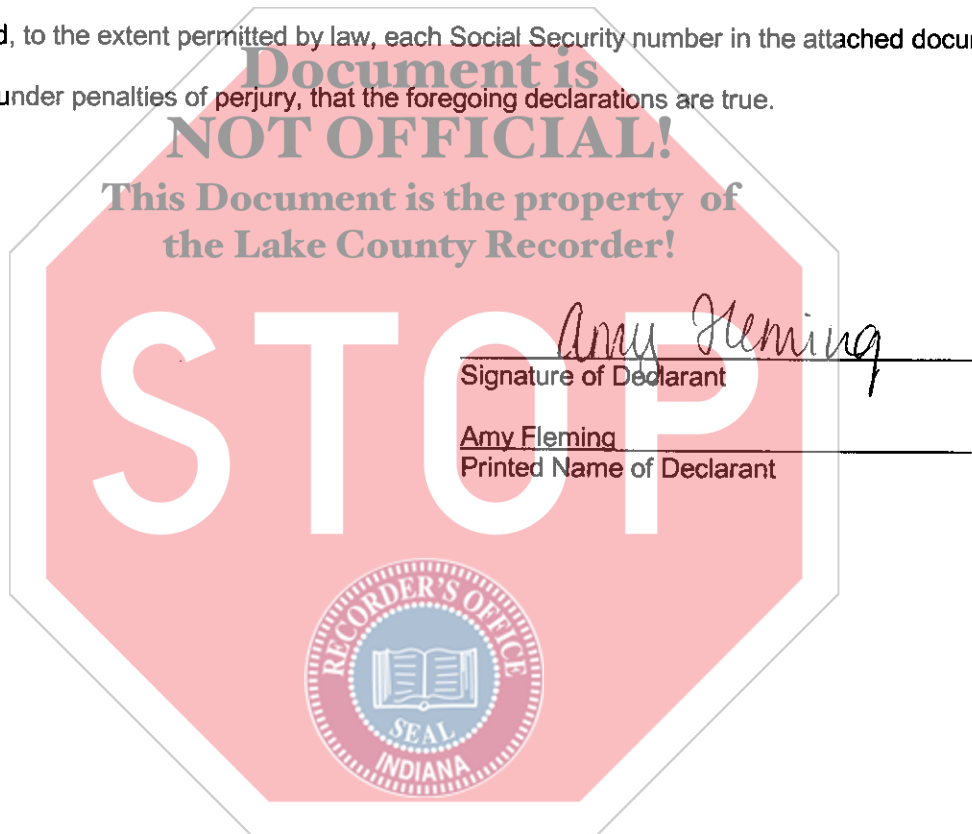 d, to the extent permitted by law, each Social Security number in the attached docu
Document is
under penalties of perjury, that the foregoing declarations are true.
NOT OFFICIAL!
This Document is the property of
the Lake County Recorder!
STOP
Amy Fleming
Signature of Declarant
Amy Fleming
Printed Name of Declarant
RECORDER'S OFFICE
SEAL
INDIANA